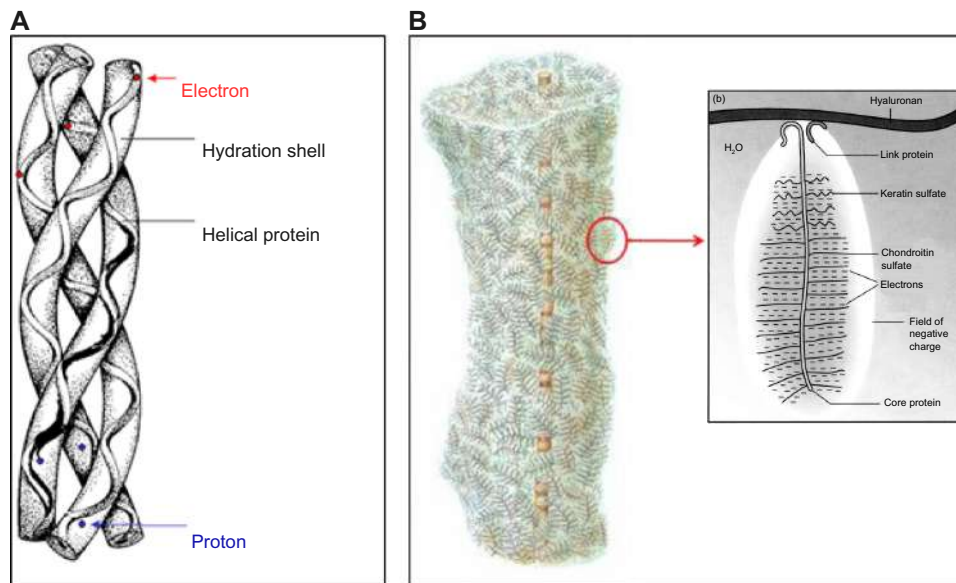 A
Electron
Hydration shell
Helical protein
Proton
B
(b)
Hyaluronan
H₂O
Link protein
Keratin sulfate
Chondroitin
sulfate
Electrons
Field of
negative
charge
Core protein